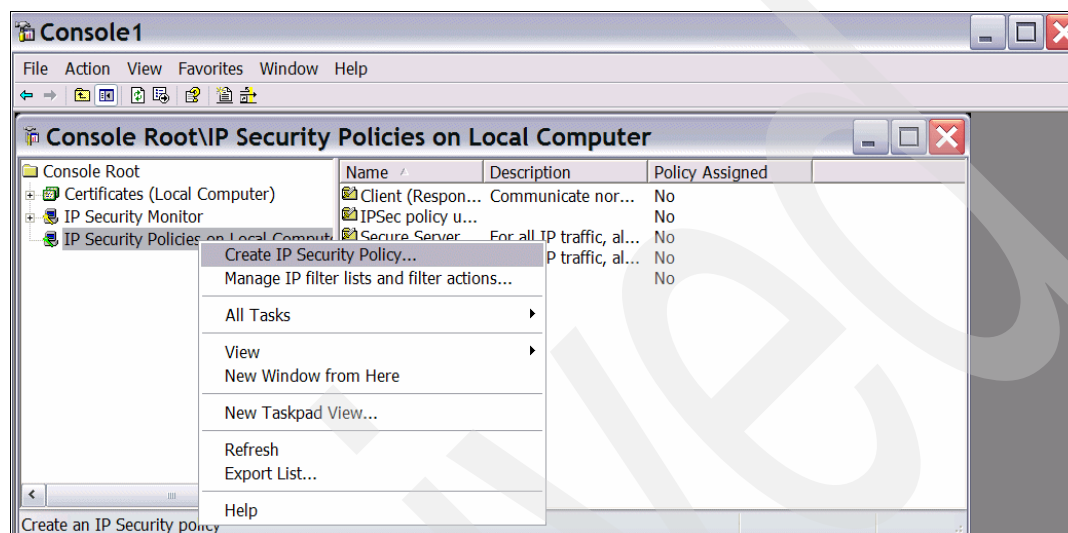 Console1
File Action View Favorites Window Help
Console Root\IP Security Policies on Local Computer
Console Root
Name Description Policy Assigned
Certificates (Local Computer)
Client (Respon... Communicate nor... No
IP Security Monitor
IPSec policy u... No
IP Security Policies on Local Compute
Secure Server For all IP traffic, al... No
Create IP Security Policy...
P traffic, al... No
Manage IP filter lists and filter actions...
No
All Tasks
View
New Window from Here
New Taskpad View...
Refresh
Export List...
Help
Create an IP Security policy